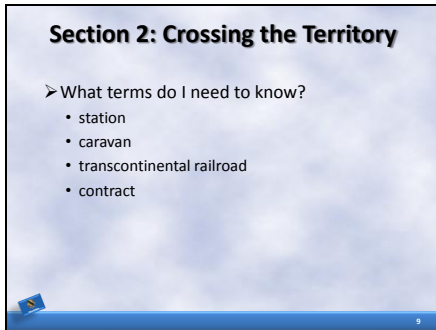 Section 2: Crossing the Territory
➢What terms do I need to know?
• station
• caravan
• transcontinental railroad
• contract
9